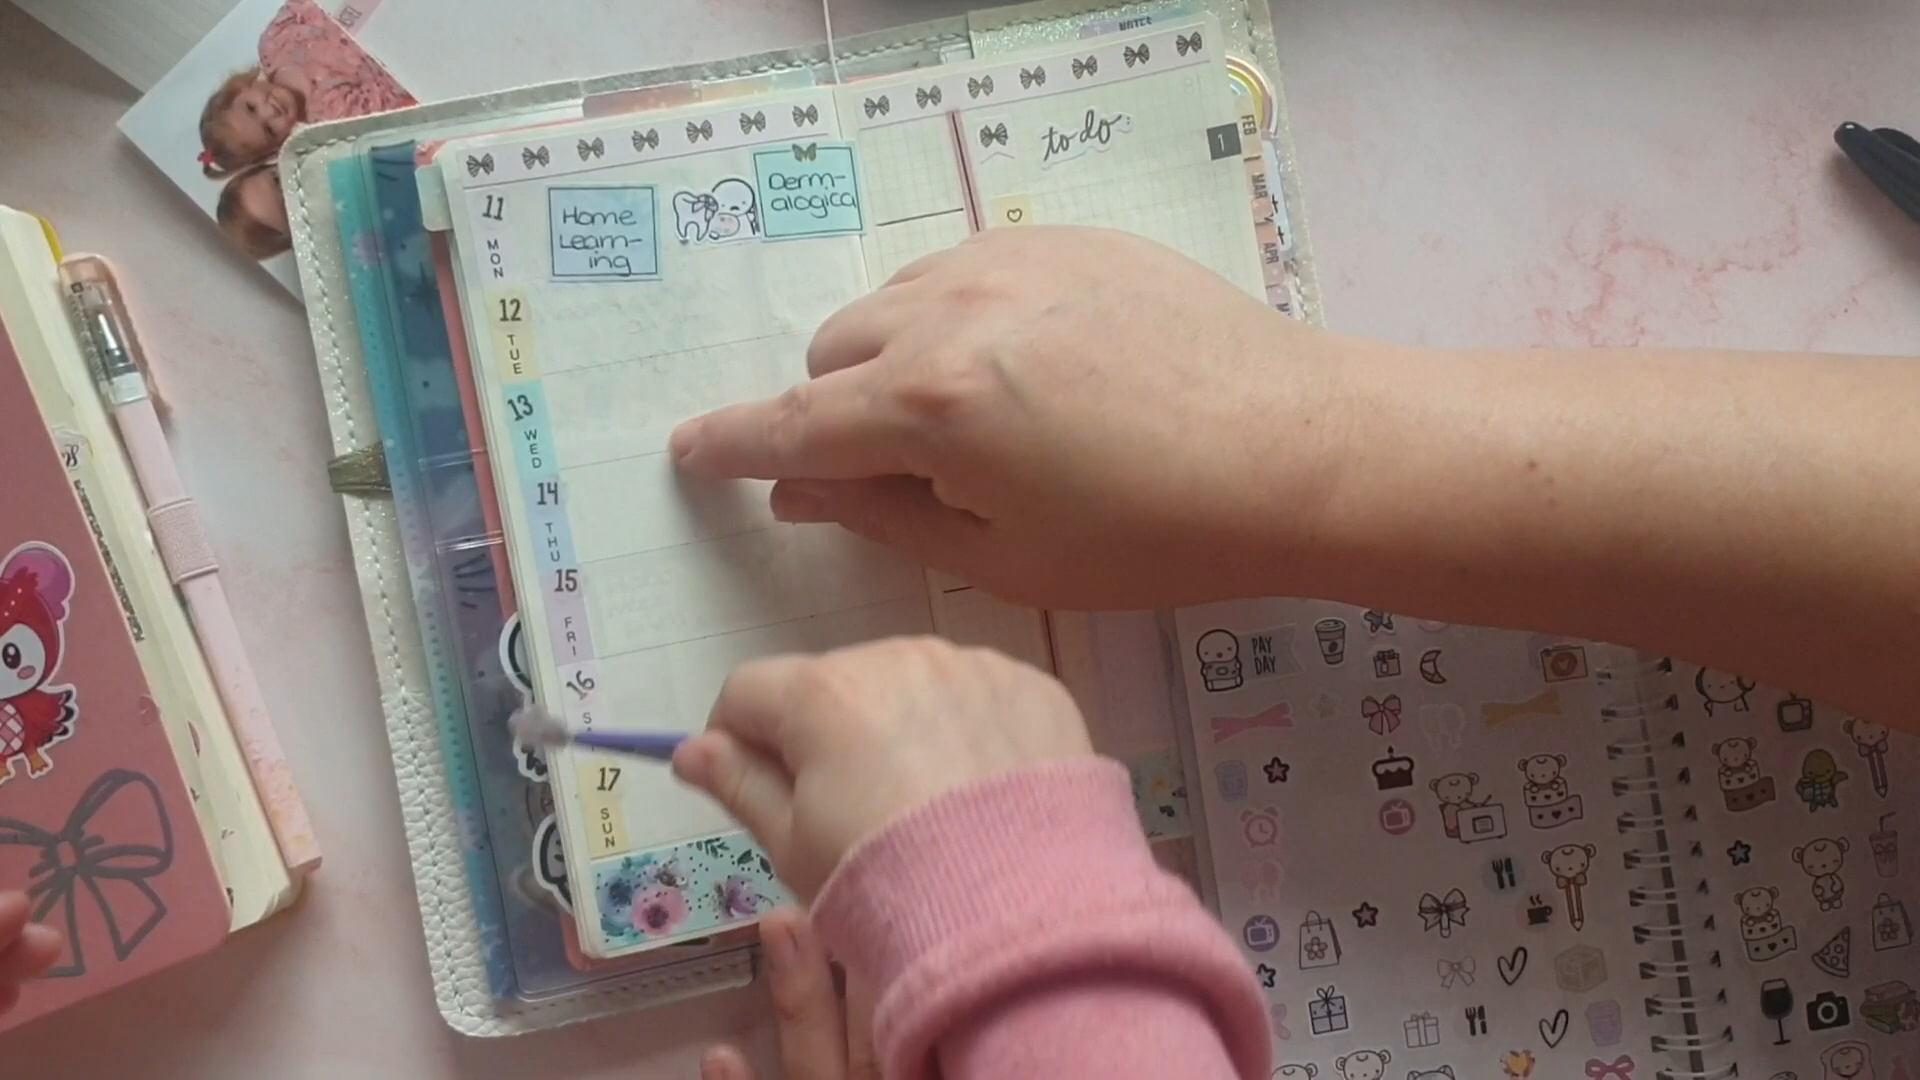 NOTES
to do:
1
FEB
MAR
APR
11
MON
Home
Learn-
ing
Derm-
alogica
12
TUE
13
WED
14
THU
15
FRI
16
17
SUN
PAY
DAY